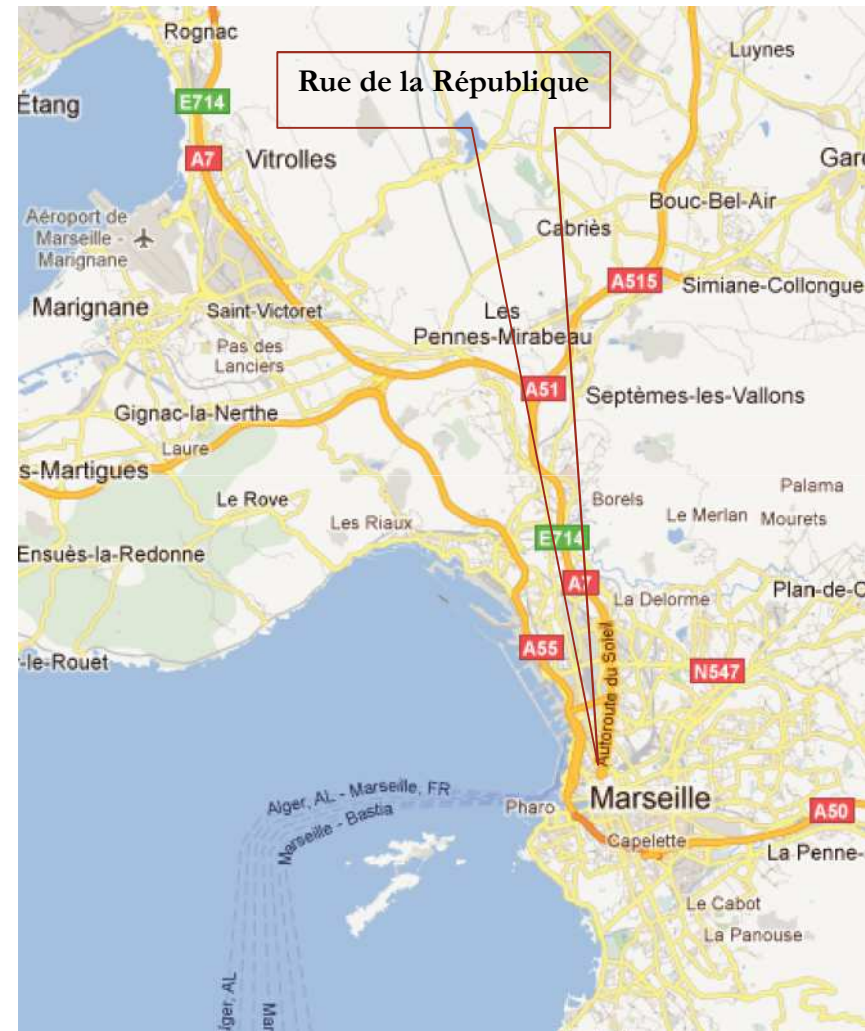 Rognac
Luynes
Rue de la République
Étang
E714
A7
Vitrolles
Gard
Bouc-Bel-Air
Aéroport de
Marseille -
Marignane
Cabriès
A515
Simiane-Collongue
Marignane
Saint-Victoret
Les
Pennes-Mirabeau
Pas des
Lanciers
A51
Septèmes-les-Vallons
Gignac-la-Nerthe
Laure
s-Martigues
Palama
Le Rove
Borels
Le Merlan
Mourets
Les Riaux
E714
Ensuès-la-Redonne
A7
Plan-de-C
La Delorme
-le-Rouet
A55
Autoroute du Soleil
N547
Alger, AL - Marseille, FR
Marseille - Bastia
Pharo
Marseille
A50
Capelette
La Penne-
Le Cabot
La Panouse
lger, AL
Mar